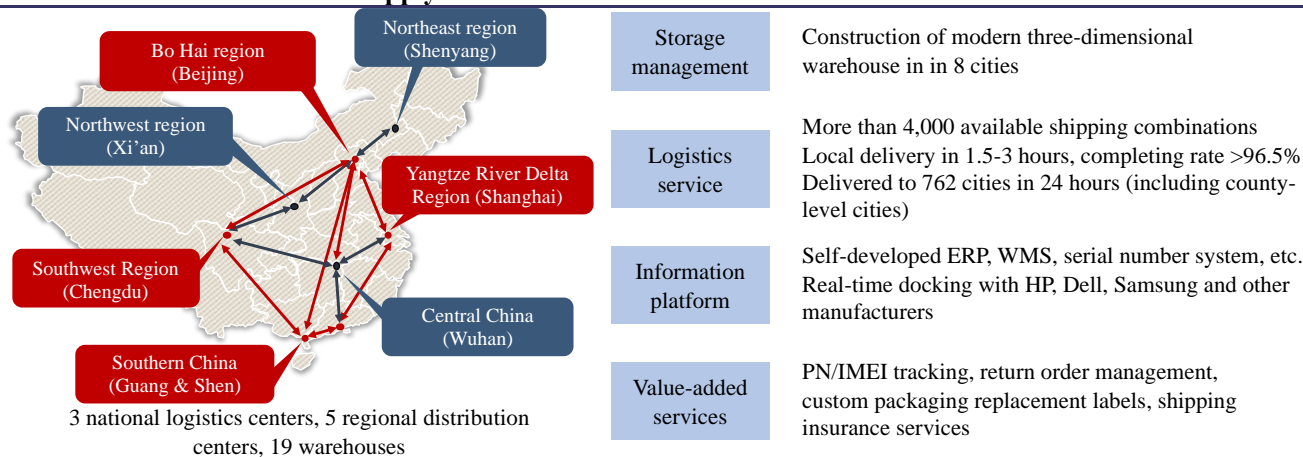 Northeast region
(Shenyang)
Bo Hai region
(Beijing)
Northwest region
(Xi'an)
Yangtze River Delta
Region (Shanghai)
Southwest Region
(Chengdu)
Central China
(Wuhan)
Southern China
(Guang & Shen)
3 national logistics centers, 5 regional distribution
centers, 19 warehouses
Storage
management
Construction of modern three-dimensional
warehouse in in 8 cities
Logistics
service
More than 4,000 available shipping combinations
Local delivery in 1.5-3 hours, completing rate >96.5%
Delivered to 762 cities in 24 hours (including county-
level cities)
Information
platform
Self-developed ERP, WMS, serial number system, etc.
Real-time docking with HP, Dell, Samsung and other
manufacturers
Value-added
services
PN/IMEI tracking, return order management,
custom packaging replacement labels, shipping
insurance services